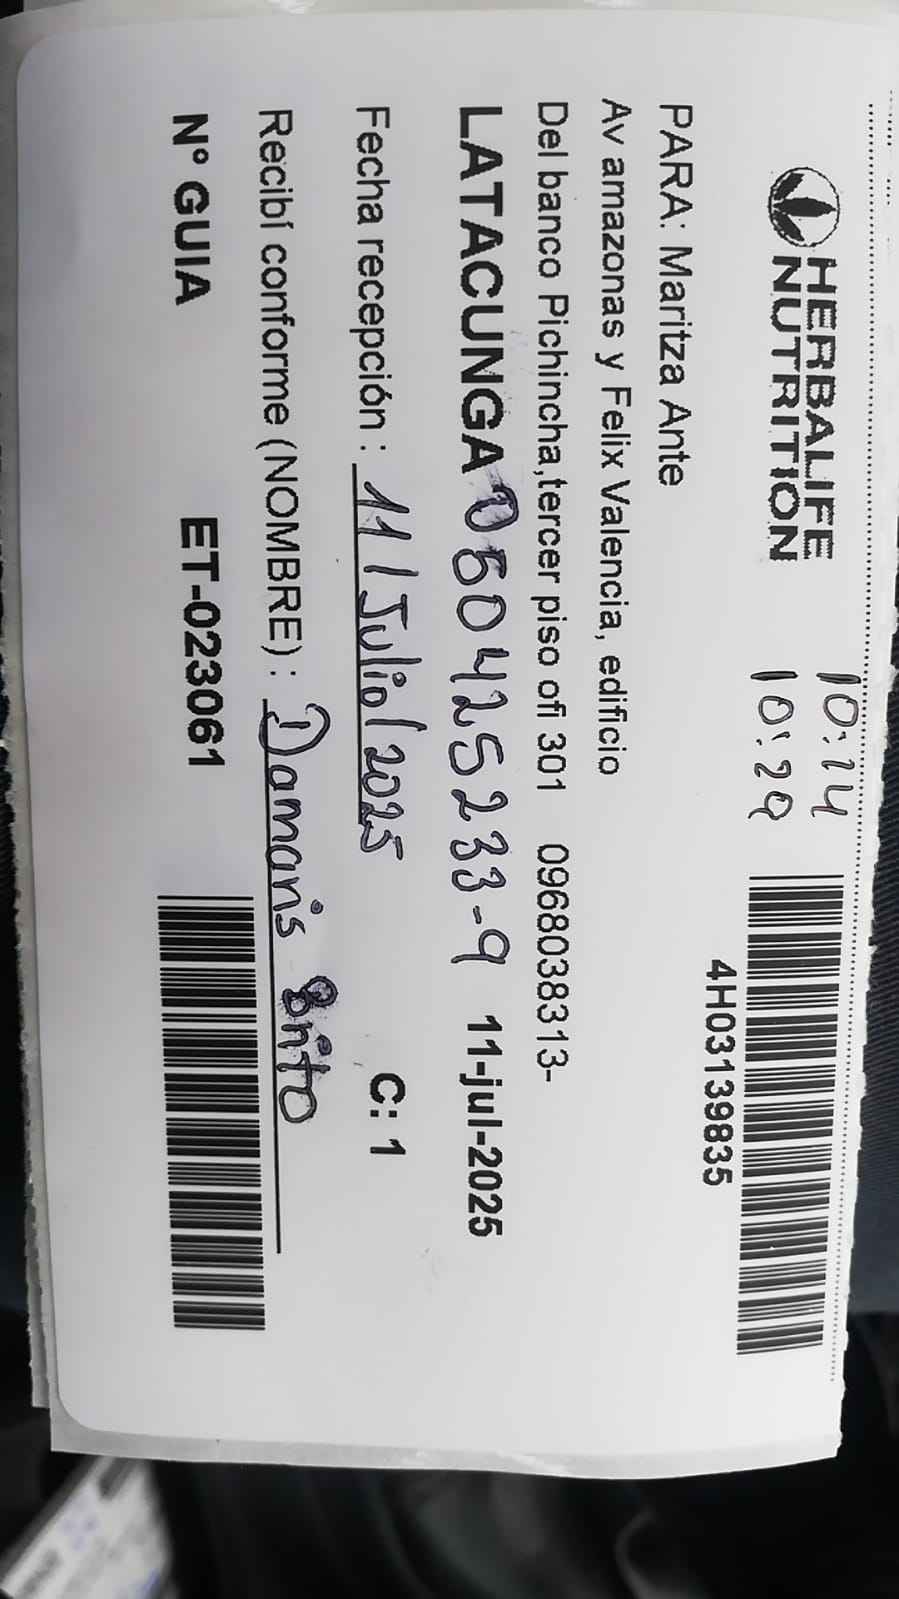 HERBALIFE
NUTRITION
10:14
10:29
4H03139835
PARA: Maritza Ante
Av amazonas y Felix Valencia, edificio
Del banco Pichincha,tercer piso ofi 301 0968038313-
LATACUNGA 050425233-9 11-jul-2025
Fecha recepción : 11/Julio/2025 C: 1
Recibí conforme (NOMBRE) : Damaris Brito
N° GUIA ET-023061